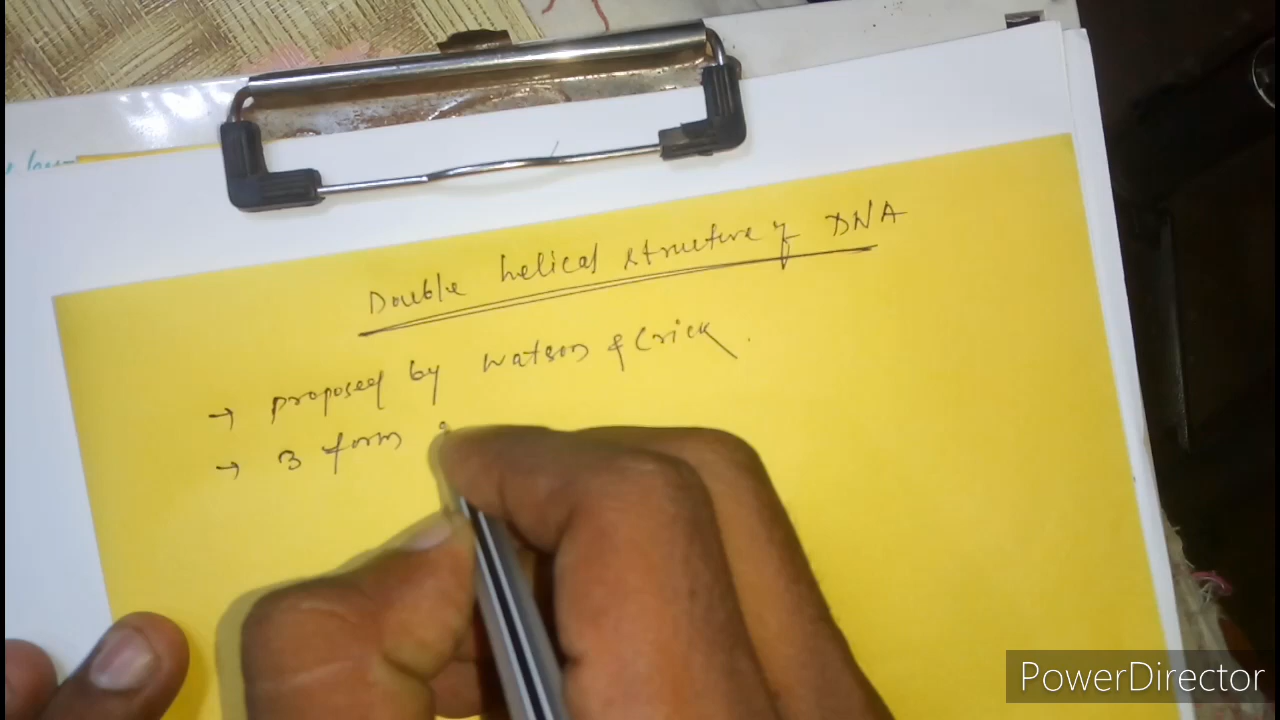 Double helical structure of DNA
→ proposed by Watson & Crick.
→ 3 form
PowerDirector